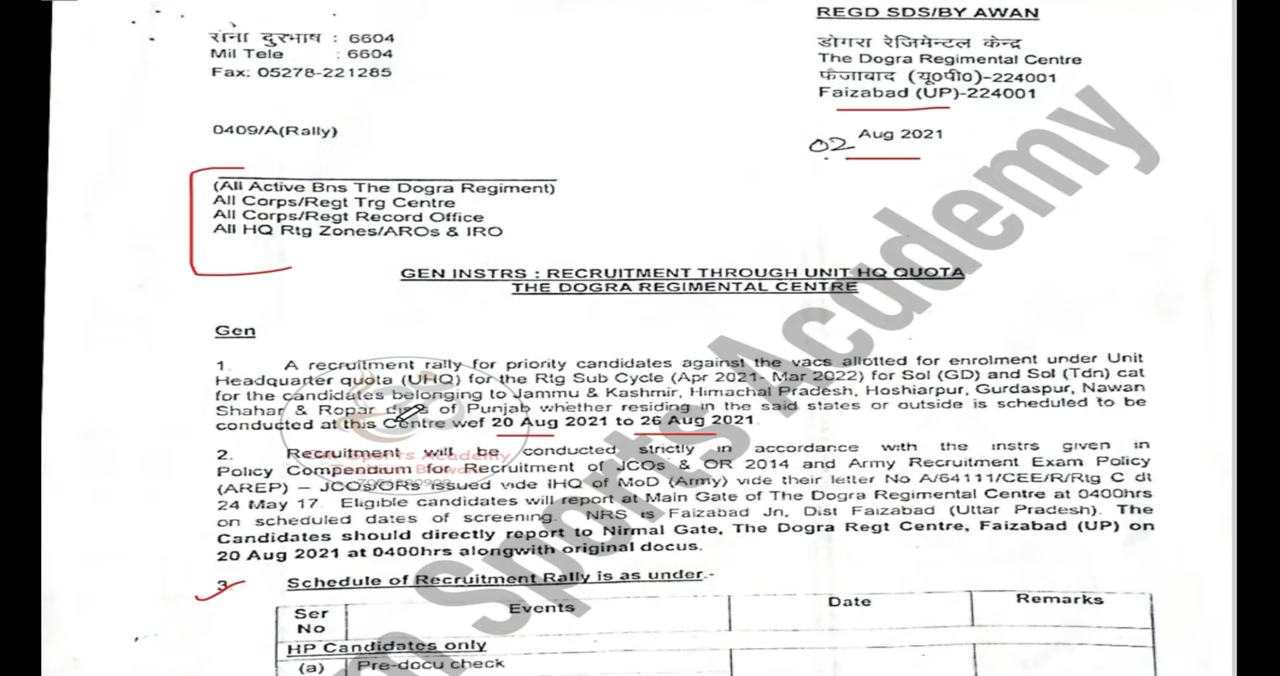 REGD SDS/BY AWAN
सेना दुरभाष : 6604
Mil Tele : 6604
Fax: 05278-221285
डोगरा रेजिमेन्टल केन्द्र
The Dogra Regimental Centre
फैजाबाद (यू0पी0)-224001
Faizabad (UP)-224001
0409/A(Rally)
02 Aug 2021
(All Active Bns The Dogra Regiment)
All Corps/Regt Trg Centre
All Corps/Regt Record Office
All HQ Rtg Zones/AROs & IRO
GEN INSTRS : RECRUITMENT THROUGH UNIT HQ QUOTA
THE DOGRA REGIMENTAL CENTRE
Gen
1. A recruitment rally for priority candidates against the vacs allotted for enrolment under Unit
Headquarter quota (UHQ) for the Rtg Sub Cycle (Apr 2021- Mar 2022) for Sol (GD) and Sol (Tdn) cat
for the candidates belonging to Jammu & Kashmir, Himachal Pradesh, Hoshiarpur, Gurdaspur, Nawan
Shahar & Ropar of Punjab whether residing in the said states or outside is scheduled to be
conducted at this Centre wef 20 Aug 2021 to 26 Aug 2021.
2. Recruitment will be conducted strictly in accordance with the instrs given in
Policy Compendium for Recruitment of JCOs & OR 2014 and Army Recruitment Exam Policy
(AREP) – JCOs/ORs issued vide IHQ of MoD (Army) vide their letter No A/64111/CEE/R/Rtg C dt
24 May 17. Eligible candidates will report at Main Gate of The Dogra Regimental Centre at 0400hrs
on scheduled dates of screening. NRS is Faizabad Jn, Dist Faizabad (Uttar Pradesh). The
Candidates should directly report to Nirmal Gate, The Dogra Regt Centre, Faizabad (UP) on
20 Aug 2021 at 0400hrs alongwith original docus.
3. Schedule of Recruitment Rally is as under.-
Ser No Events Date Remarks
HP Candidates only
(a) Pre-docu check
Sports Academy